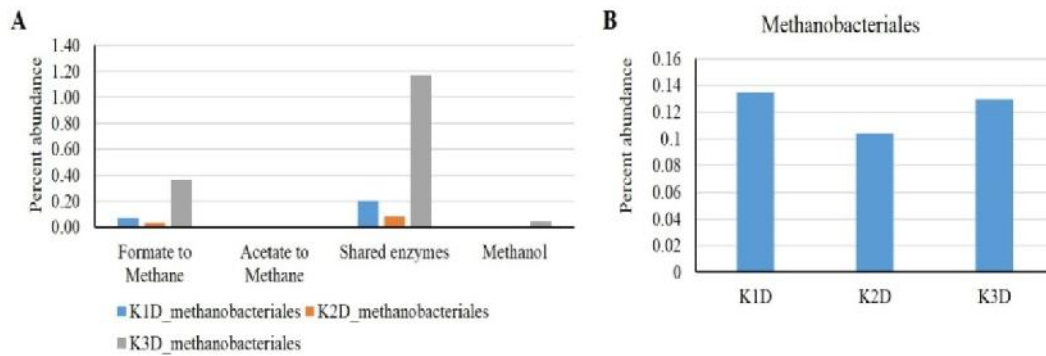 A
Percent abundance
1.40
1.20
1.00
0.80
0.60
0.40
0.20
0.00
Formate to
Methane
Acetate to
Methane
Shared enzymes
Methanol
K1D_methanobacteriales
K2D_methanobacteriales
K3D_methanobacteriales
B
Methanobacteriales
Percent abundance
0.16
0.14
0.12
0.1
0.08
0.06
0.04
0.02
0
K1D
K2D
K3D